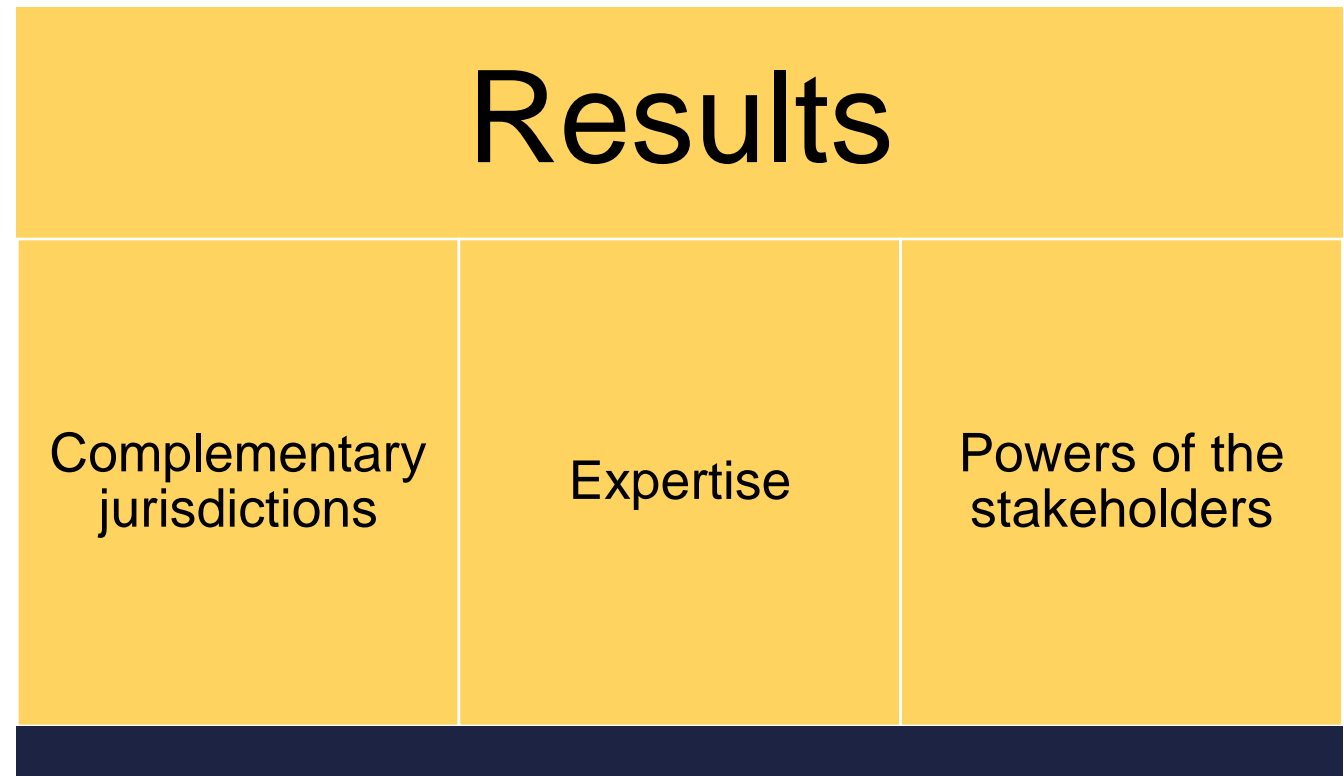 Results
Complementary
jurisdictions
Expertise
Powers of the
stakeholders